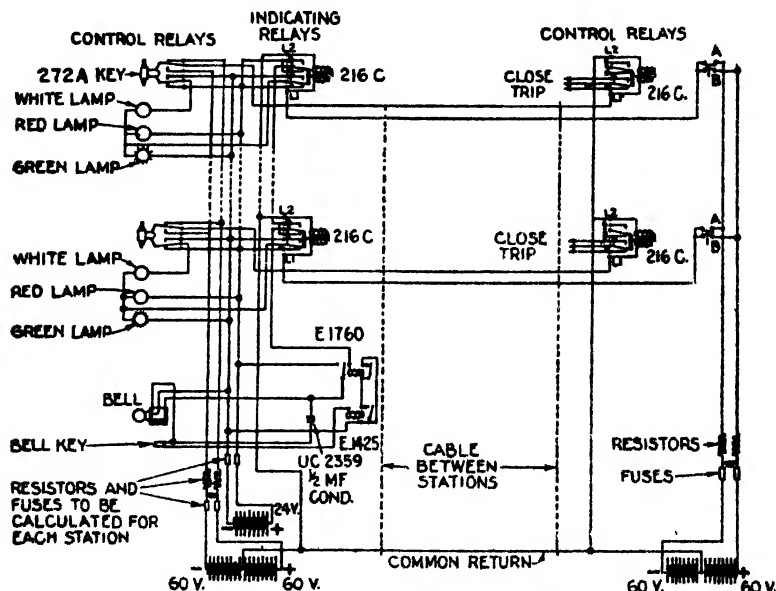 CONTROL RELAYS
INDICATING
RELAYS
CONTROL RELAYS
272A KEY
WHITE LAMP
RED LAMP
GREEN LAMP
L2
216 C
L1
CLOSE
TRIP
L2
216 C.
A
B
WHITE LAMP
RED LAMP
GREEN LAMP
L2
216 C
L1
CLOSE
TRIP
L2
216 C.
A
B
E1760
BELL
BELL KEY
E.1425
UC 2359
½ MF
COND.
CABLE
BETWEEN
STATIONS
RESISTORS
FUSES
RESISTORS AND
FUSES TO BE
CALCULATED FOR
EACH STATION
24V.
- +
COMMON RETURN
- +
60 V. 60 V.
- +
60 V. 60 V.